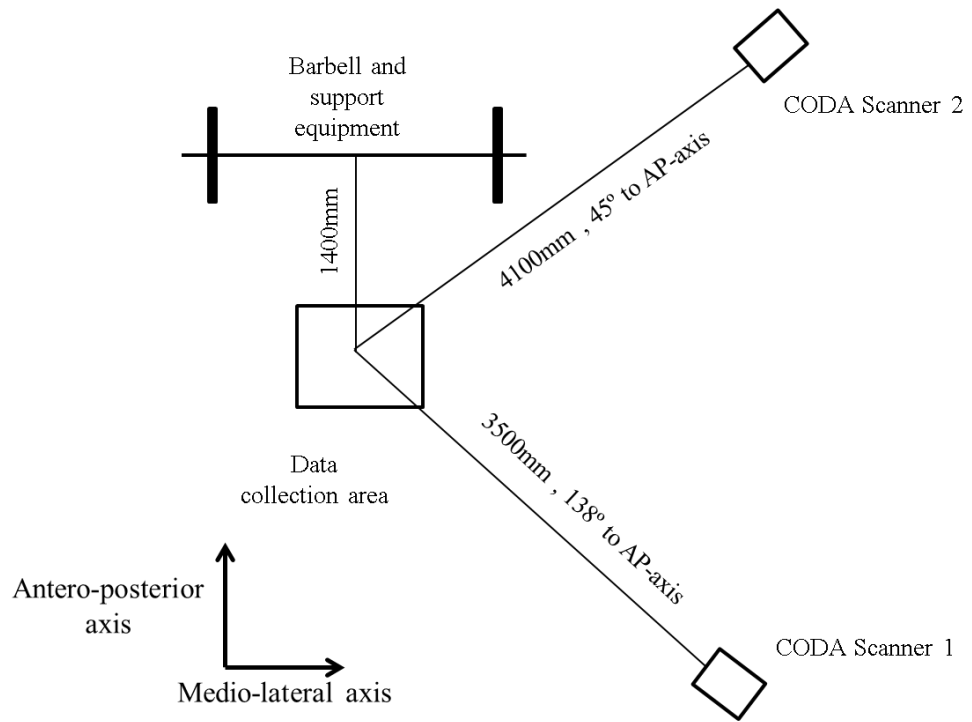 Barbell and
support
equipment
CODA Scanner 2
1400mm
4100mm , 45º to AP-axis
3500mm , 138º to AP-axis
Data
collection area
Antero-posterior
axis
Medio-lateral axis
CODA Scanner 1